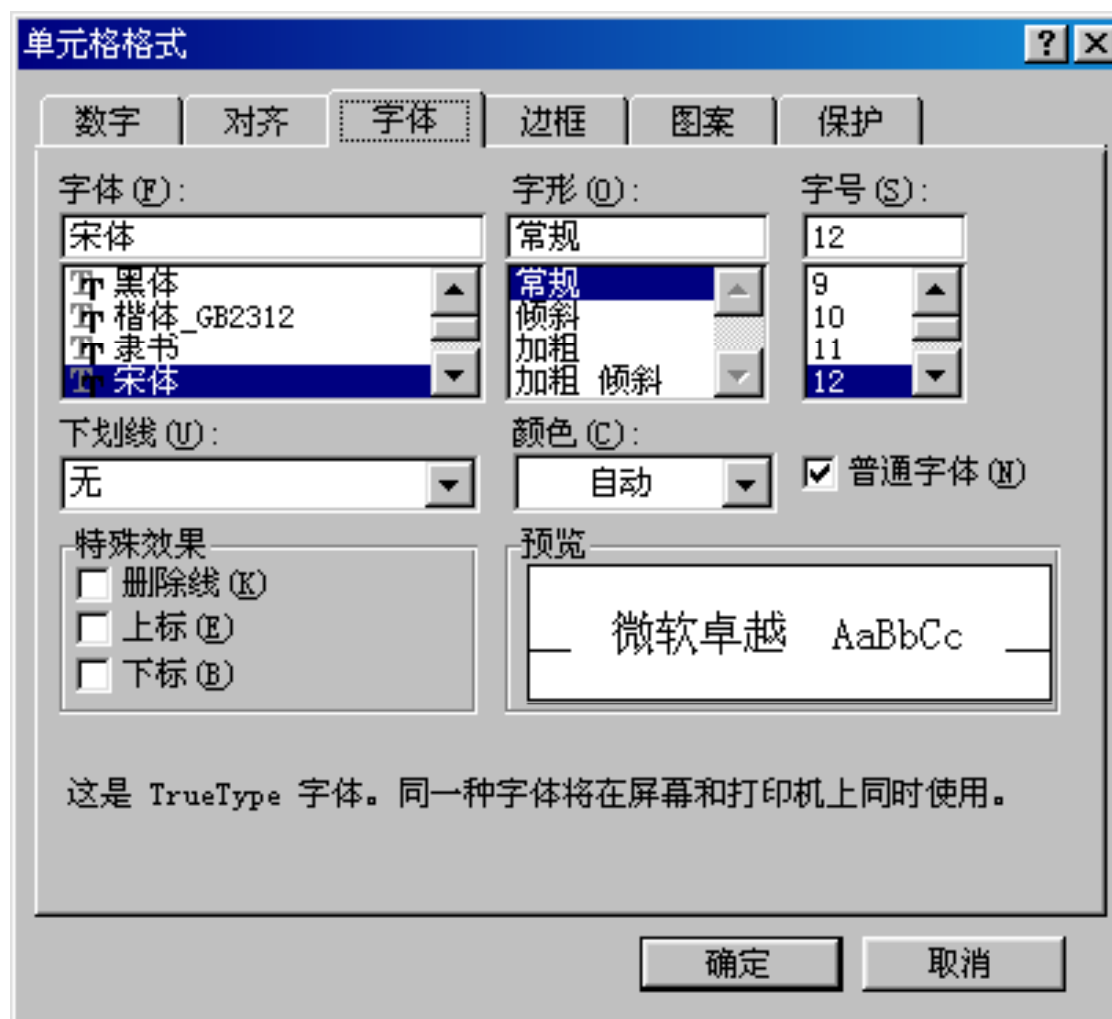 单元格格式
数字 对齐 字体 边框 图案 保护
字体(F): 字形(O): 字号(S):
宋体 常规 12
黑体 常规 9
楷体_GB2312 倾斜 10
隶书 加粗 11
宋体 加粗 倾斜 12
下划线(U): 颜色(C):
无 自动 普通字体(N)
特殊效果 预览
删除线(K)
上标(E)
下标(B)
微软卓越 AaBbCc
这是 TrueType 字体。同一种字体将在屏幕和打印机上同时使用。
确定 取消